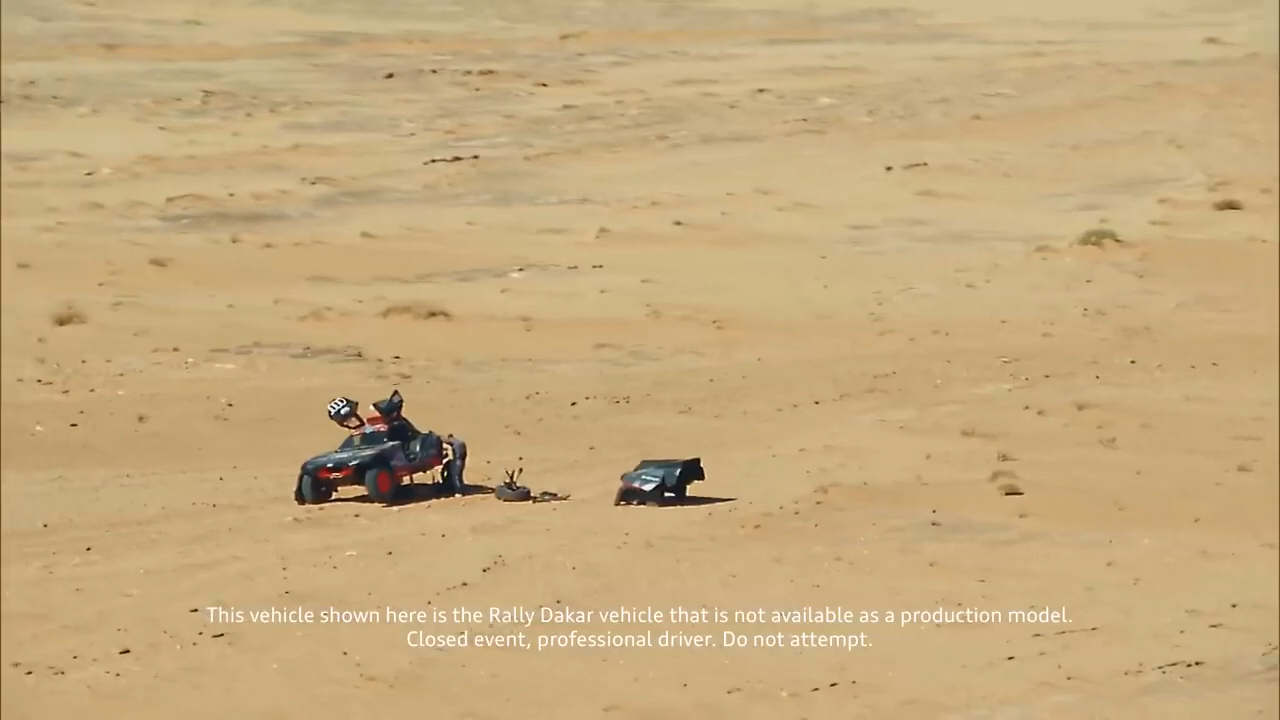 This vehicle shown here is the Rally Dakar vehicle that is not available as a production model.
Closed event, professional driver. Do not attempt.